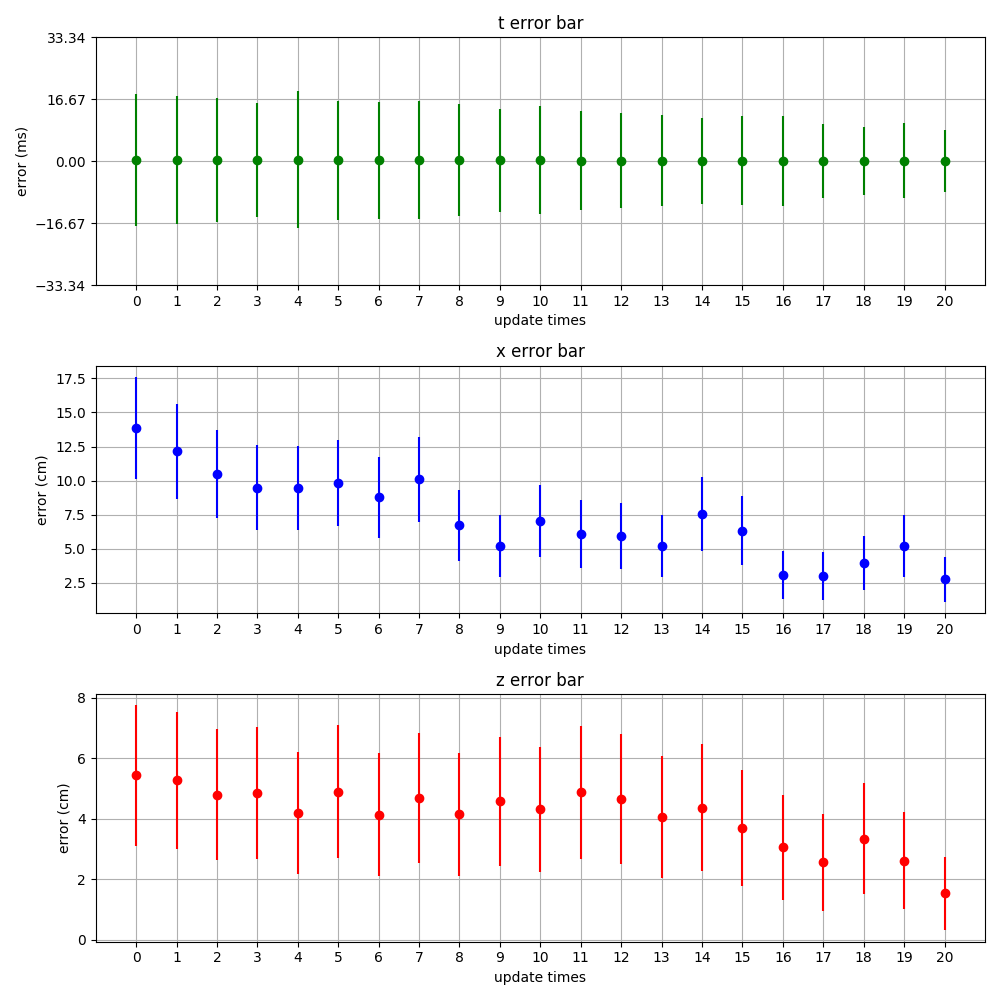 t error bar
33.34
16.67
0.00
−16.67
−33.34
error (ms)
0 1 2 3 4 5 6 7 8 9 10 11 12 13 14 15 16 17 18 19 20
update times
x error bar
17.5
15.0
12.5
10.0
7.5
5.0
2.5
error (cm)
0 1 2 3 4 5 6 7 8 9 10 11 12 13 14 15 16 17 18 19 20
update times
z error bar
8
6
4
2
0
error (cm)
0 1 2 3 4 5 6 7 8 9 10 11 12 13 14 15 16 17 18 19 20
update times